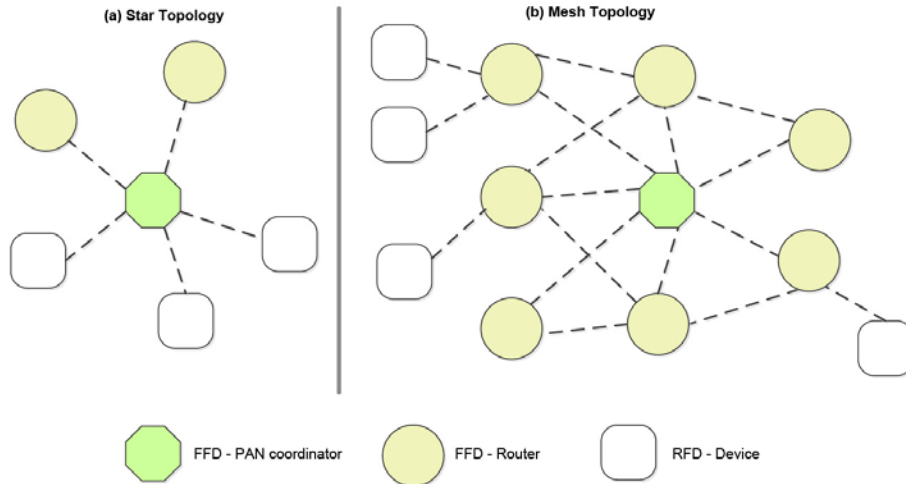 (a) Star Topology
(b) Mesh Topology
FFD - PAN coordinator
FFD - Router
RFD - Device